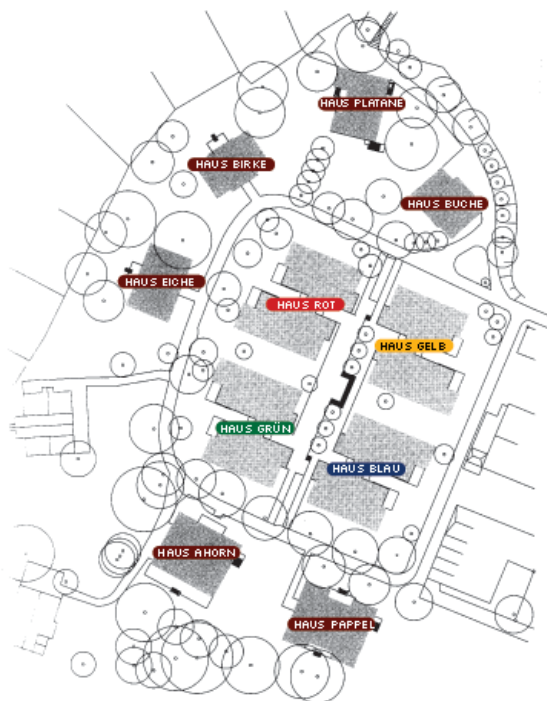 HAUS PLATANE
HAUS BIRKE
HAUS BUCHE
HAUS EICHE
HAUS ROT
HAUS GELB
HAUS GRÜN
HAUS BLAU
HAUS AHORN
HAUS PAPPEL